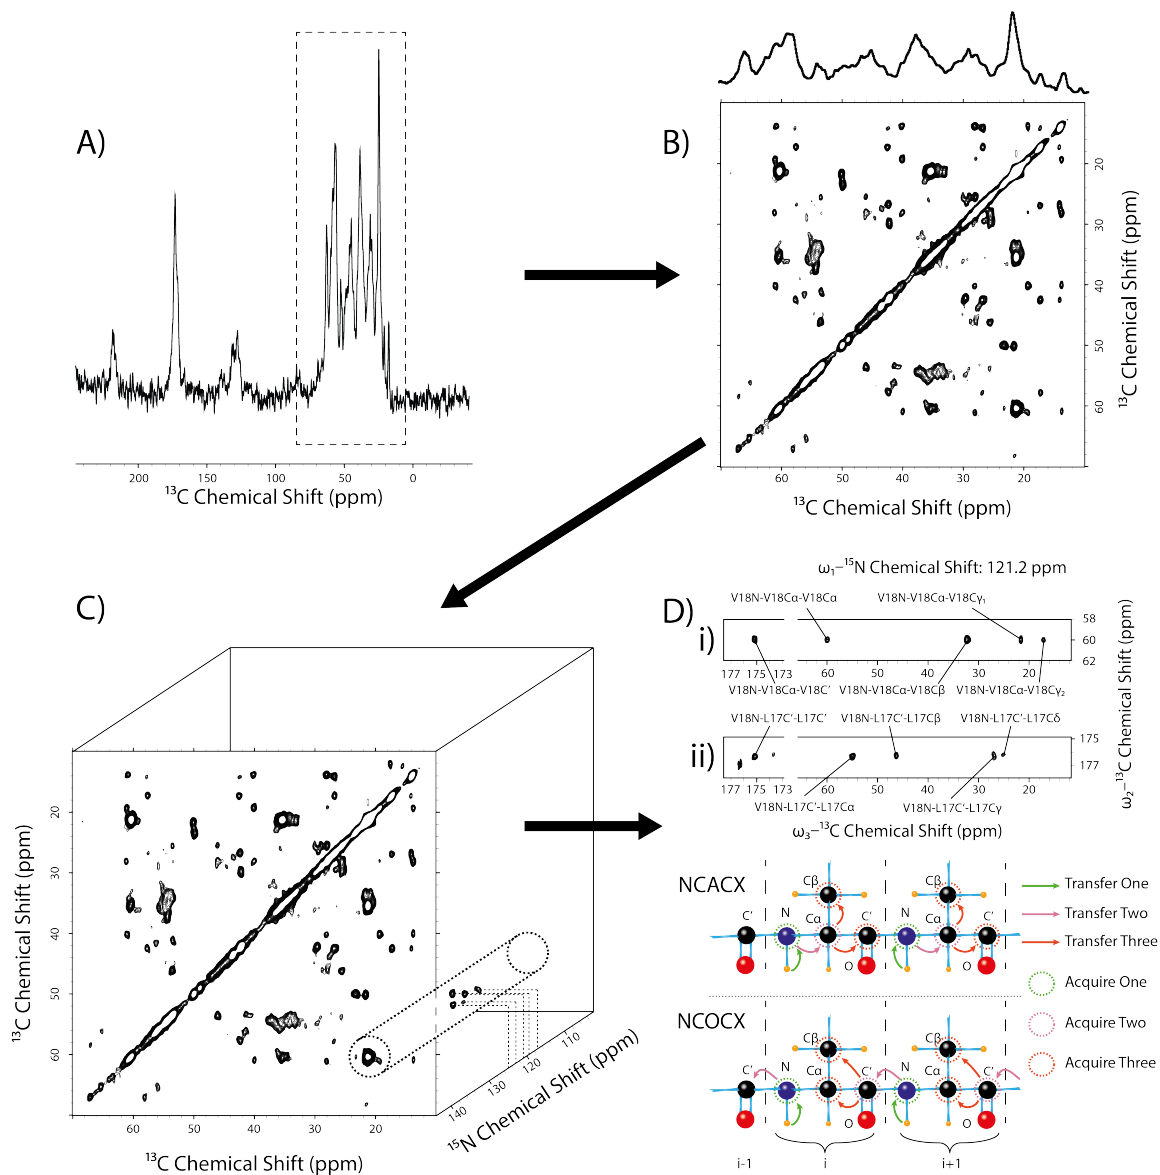 A)
200 150 100 50 0
¹³C Chemical Shift (ppm)
B)
20
30
40
50
60
¹³C Chemical Shift (ppm)
60 50 40 30 20
¹³C Chemical Shift (ppm)
C)
20
30
40
50
60
¹³C Chemical Shift (ppm)
60 50 40 30 20
¹³C Chemical Shift (ppm)
140 130 120 110
¹⁵N Chemical Shift (ppm)
D)
ω₁–¹⁵N Chemical Shift: 121.2 ppm
V18N-V18Cα-V18Cα V18N-V18Cα-V18Cγ₁
i)
58
60
62
177 175 173 60 50 40 30 20
V18N-V18Cα-V18C′ V18N-V18Cα-V18Cβ V18N-V18Cα-V18Cγ₂
V18N-L17C′-L17C′ V18N-L17C′-L17Cβ V18N-L17C′-L17Cδ
ii)
175
177
177 175 173 60 50 40 30 20
V18N-L17C′-L17Cα V18N-L17C′-L17Cγ
ω₃–¹³C Chemical Shift (ppm)
ω₂–¹³C Chemical Shift (ppm)
NCACX
Cβ Cβ
C′ N Cα C′ N Cα C′
O O
Transfer One
Transfer Two
Transfer Three
Acquire One
Acquire Two
Acquire Three
NCOCX
Cβ Cβ
C′ N Cα C′ N Cα C′
O O
i-1 i i+1